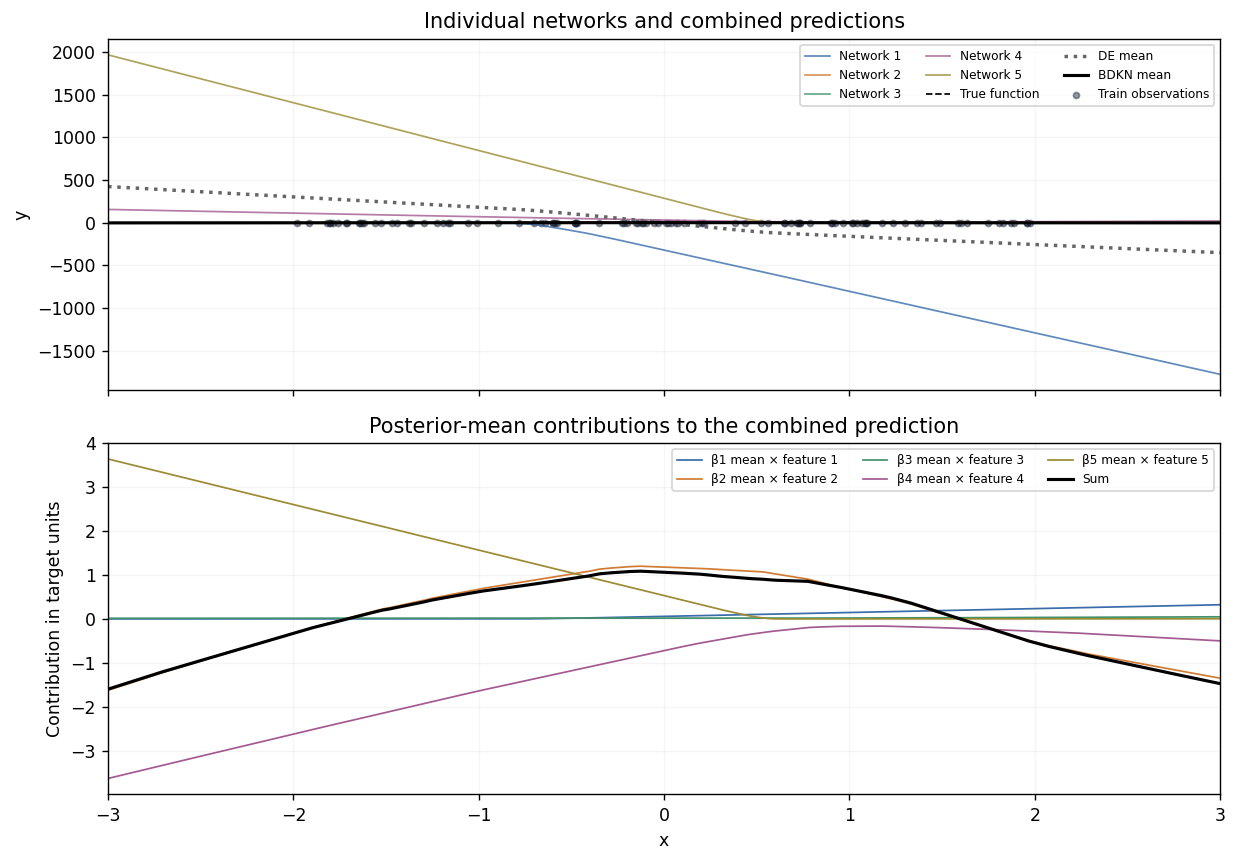 Individual networks and combined predictions
2000
1500
1000
500
0
−500
−1000
−1500
y
Network 1
Network 2
Network 3
Network 4
Network 5
True function
DE mean
BDKN mean
Train observations
Posterior-mean contributions to the combined prediction
4
3
2
1
0
−1
−2
−3
Contribution in target units
β1 mean × feature 1
β2 mean × feature 2
β3 mean × feature 3
β4 mean × feature 4
β5 mean × feature 5
Sum
−3 −2 −1 0 1 2 3
x